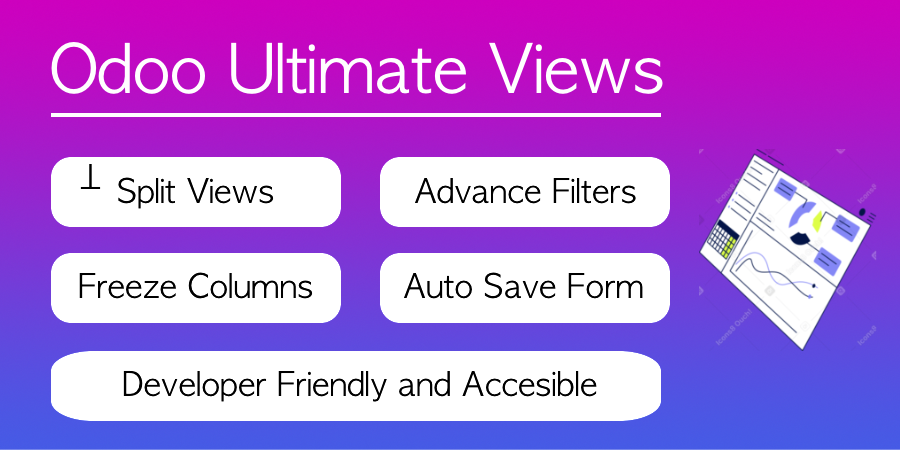 Odoo Ultimate Views
⊥ Split Views
Advance Filters
Freeze Columns
Auto Save Form
Developer Friendly and Accesible